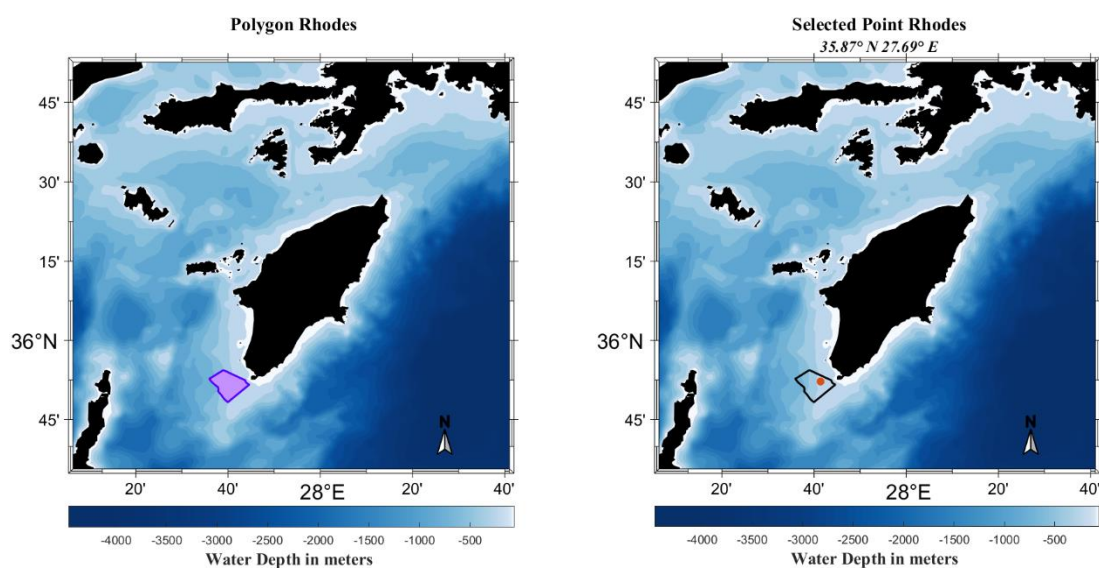 Polygon Rhodes
45'
30'
15'
36°N
45'
N
20' 40' 28°E 20' 40'
-4000 -3500 -3000 -2500 -2000 -1500 -1000 -500
Water Depth in meters
Selected Point Rhodes
35.87° N 27.69° E
45'
30'
15'
36°N
45'
N
20' 40' 28°E 20' 40'
-4000 -3500 -3000 -2500 -2000 -1500 -1000 -500
Water Depth in meters